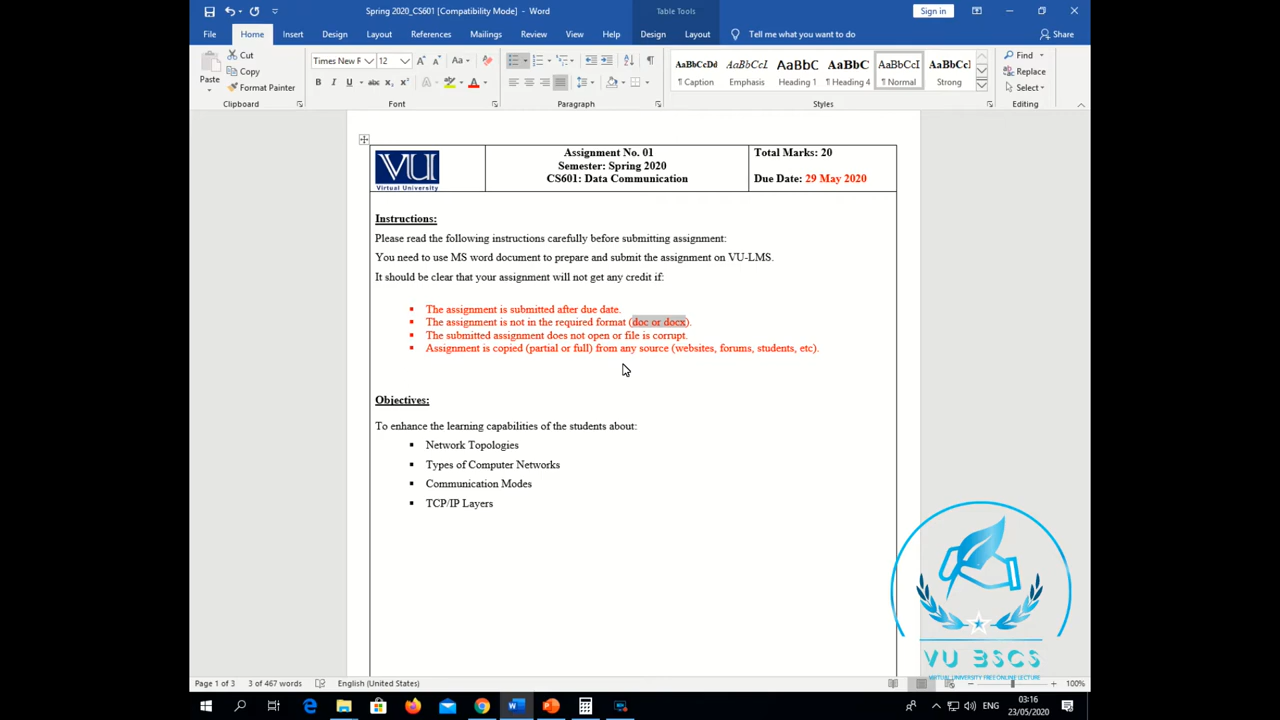 Spring 2020_CS601 [Compatibility Mode] - Word
Table Tools
Sign in
File Home Insert Design Layout References Mailings Review View Help Design Layout Tell me what you want to do Share
Paste
Cut
Copy
Format Painter
Clipboard
Times New R 12
Font
Paragraph
AaBbCcDd AaBbCcL AaBbC AaBbC AaBbCcI AaBbCc
¶ Caption Emphasis Heading 1 ¶ Heading 4 ¶ Normal Strong
Styles
Find
Replace
Select
Editing
VU
Virtual University
Assignment No. 01
Semester: Spring 2020
CS601: Data Communication
Total Marks: 20
Due Date: 29 May 2020
Instructions:
Please read the following instructions carefully before submitting assignment:
You need to use MS word document to prepare and submit the assignment on VU-LMS.
It should be clear that your assignment will not get any credit if:
▪ The assignment is submitted after due date.
▪ The assignment is not in the required format (doc or docx).
▪ The submitted assignment does not open or file is corrupt.
▪ Assignment is copied (partial or full) from any source (websites, forums, students, etc).
Objectives:
To enhance the learning capabilities of the students about:
▪ Network Topologies
▪ Types of Computer Networks
▪ Communication Modes
▪ TCP/IP Layers
VU BSCS
VIRTUAL UNIVERSITY FREE ONLINE LECTURE
Page 1 of 3 3 of 467 words English (United States) 100%
ENG
03:16
23/05/2020